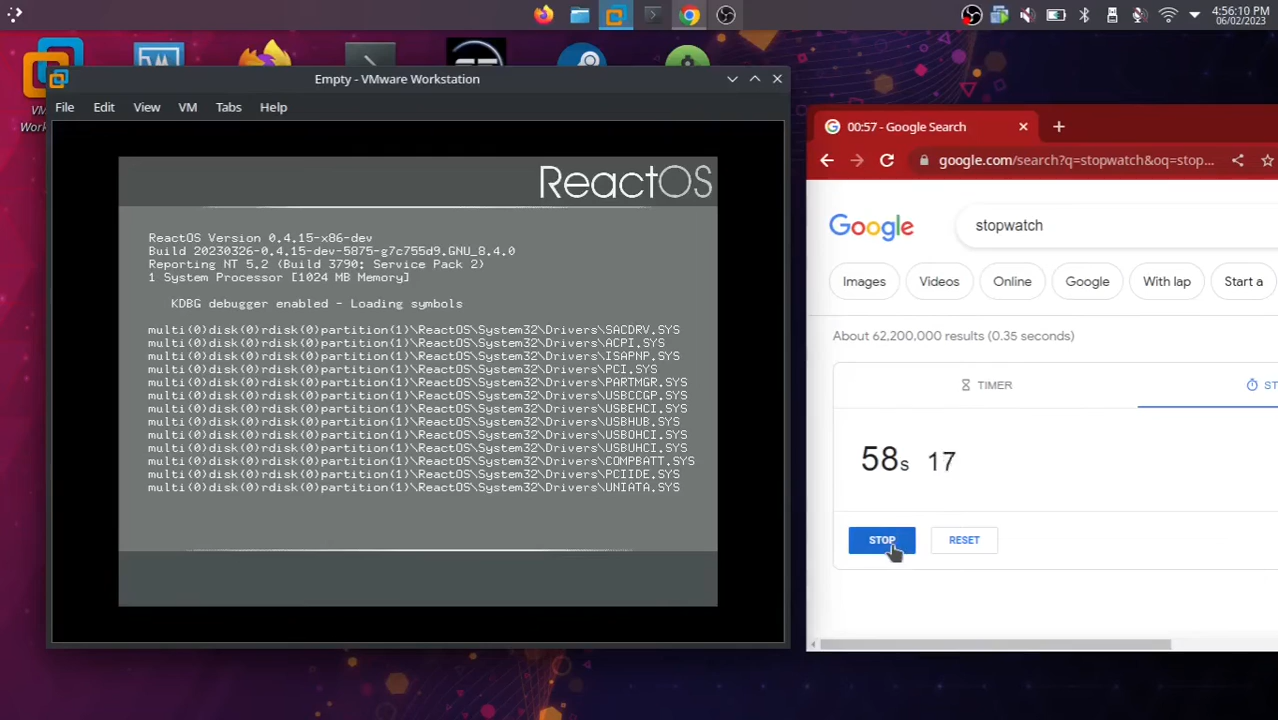 4:56:10 PM
06/02/2023
VM
Work
Empty - VMware Workstation
File Edit View VM Tabs Help
ReactOS
ReactOS Version 0.4.15-x86-dev
Build 20230326-0.4.15-dev-5875-g7c755d9.GNU_8.4.0
Reporting NT 5.2 (Build 3790: Service Pack 2)
1 System Processor [1024 MB Memory]
KDBG debugger enabled - Loading symbols
multi(0)disk(0)rdisk(0)partition(1)\ReactOS\System32\Drivers\SACDRV.SYS
multi(0)disk(0)rdisk(0)partition(1)\ReactOS\System32\Drivers\ACPI.SYS
multi(0)disk(0)rdisk(0)partition(1)\ReactOS\System32\Drivers\ISAPNP.SYS
multi(0)disk(0)rdisk(0)partition(1)\ReactOS\System32\Drivers\PCI.SYS
multi(0)disk(0)rdisk(0)partition(1)\ReactOS\System32\Drivers\PARTMGR.SYS
multi(0)disk(0)rdisk(0)partition(1)\ReactOS\System32\Drivers\USBCCGP.SYS
multi(0)disk(0)rdisk(0)partition(1)\ReactOS\System32\Drivers\USBEHCI.SYS
multi(0)disk(0)rdisk(0)partition(1)\ReactOS\System32\Drivers\USBHUB.SYS
multi(0)disk(0)rdisk(0)partition(1)\ReactOS\System32\Drivers\USBOHCI.SYS
multi(0)disk(0)rdisk(0)partition(1)\ReactOS\System32\Drivers\USBUHCI.SYS
multi(0)disk(0)rdisk(0)partition(1)\ReactOS\System32\Drivers\COMPBATT.SYS
multi(0)disk(0)rdisk(0)partition(1)\ReactOS\System32\Drivers\PCIIDE.SYS
multi(0)disk(0)rdisk(0)partition(1)\ReactOS\System32\Drivers\UNIATA.SYS
00:57 - Google Search
google.com/search?q=stopwatch&oq=stop...
Google
stopwatch
Images Videos Online Google With lap Start a
About 62,200,000 results (0.35 seconds)
TIMER ST
58s 17
STOP RESET